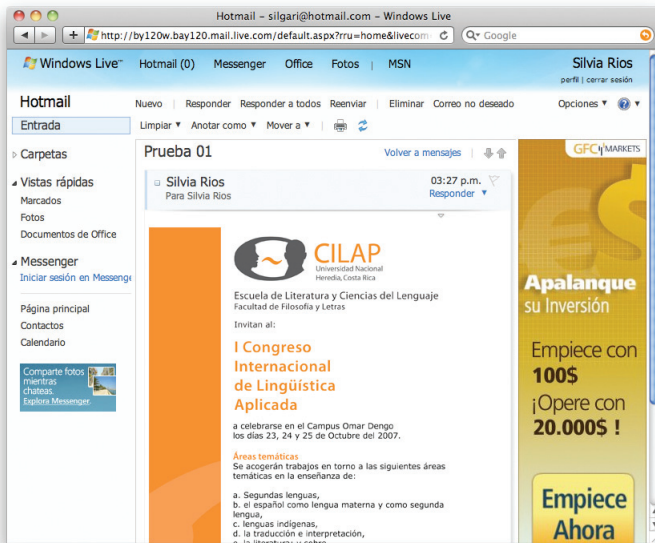 Hotmail – silgari@hotmail.com – Windows Live
http://by120w.bay120.mail.live.com/default.aspx?rru=home&livecom
Google
Windows Live™ Hotmail (0) Messenger Office Fotos | MSN
Silvia Rios
perfil | cerrar sesión
Hotmail
Nuevo | Responder Responder a todos Reenviar | Eliminar Correo no deseado
Opciones
Entrada
Limpiar Anotar como Mover a
Carpetas
Vistas rápidas
Marcados
Fotos
Documentos de Office
Messenger
Iniciar sesión en Messenge
Página principal
Contactos
Calendario
Comparte fotos
mientras
chateas.
Explora Messenger.
Prueba 01
Volver a mensajes
Silvia Rios
03:27 p.m.
Para Silvia Rios
Responder
CILAP
Universidad Nacional
Heredia, Costa Rica
Escuela de Literatura y Ciencias del Lenguaje
Facultad de Filosofía y Letras
Invitan al:
I Congreso
Internacional
de Lingüística
Aplicada
a celebrarse en el Campus Omar Dengo
los días 23, 24 y 25 de Octubre del 2007.
Áreas temáticas
Se acogerán trabajos en torno a las siguientes áreas
temáticas en la enseñanza de:
a. Segundas lenguas,
b. el español como lengua materna y como segunda
lengua,
c. lenguas indígenas,
d. la traducción e interpretación,
e. la literatura; y sobre
GFC MARKETS
Apalanque
su Inversión
Empiece con
100$
¡Opere con
20.000$ !
Empiece
Ahora